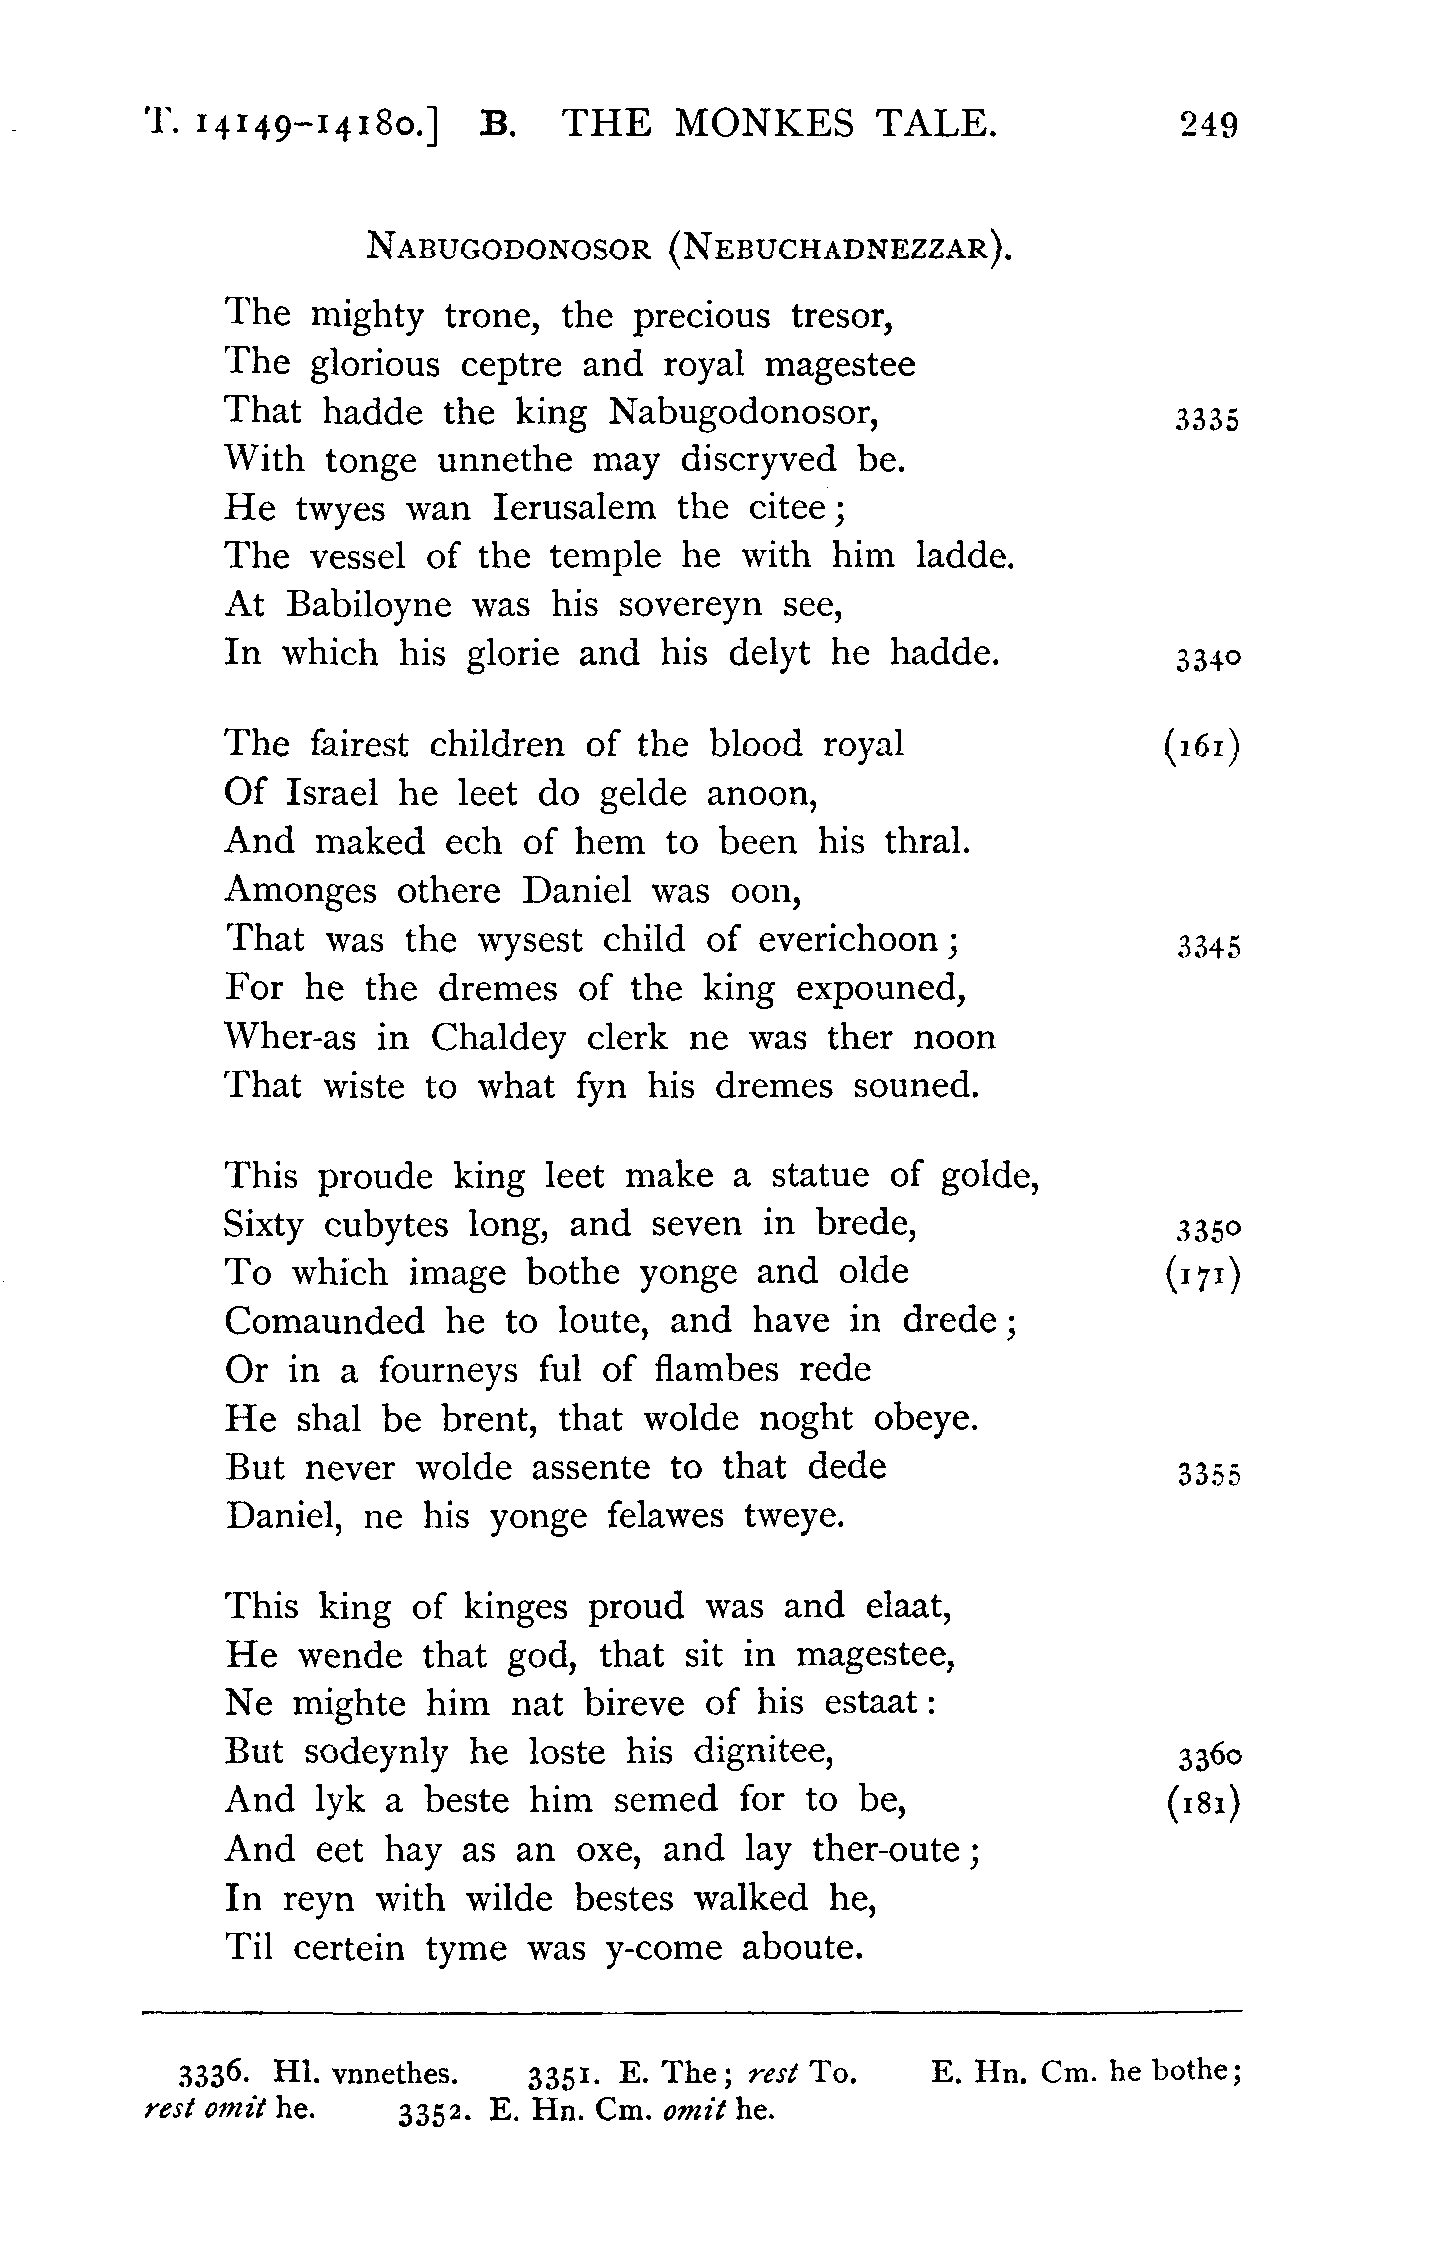 T. 14149-14180.] B. THE MONKES TALE. 249
NABUGODONOSOR (NEBUCHADNEZZAR).
The mighty trone, the precious tresor,
The glorious ceptre and royal magestee
That hadde the king Nabugodonosor, 3335
With tonge unnethe may discryved be.
He twyes wan Ierusalem the citee;
The vessel of the temple he with him ladde.
At Babiloyne was his sovereyn see,
In which his glorie and his delyt he hadde. 3340
The fairest children of the blood royal (161)
Of Israel he leet do gelde anoon,
And maked ech of hem to been his thral.
Amonges othere Daniel was oon,
That was the wysest child of everichoon; 3345
For he the dremes of the king expouned,
Wher-as in Chaldey clerk ne was ther noon
That wiste to what fyn his dremes souned.
This proude king leet make a statue of golde,
Sixty cubytes long, and seven in brede, 3350
To which image bothe yonge and olde (171)
Comaunded he to loute, and have in drede;
Or in a fourneys ful of flambes rede
He shal be brent, that wolde noght obeye.
But never wolde assente to that dede 3355
Daniel, ne his yonge felawes tweye.
This king of kinges proud was and elaat,
He wende that god, that sit in magestee,
Ne mighte him nat bireve of his estaat:
But sodeynly he loste his dignitee, 3360
And lyk a beste him semed for to be, (181)
And eet hay as an oxe, and lay ther-oute;
In reyn with wilde bestes walked he,
Til certein tyme was y-come aboute.
3336. Hl. vnnethes. 3351. E. The; rest To. E. Hn. Cm. he bothe;
rest omit he. 3352. E. Hn. Cm. omit he.